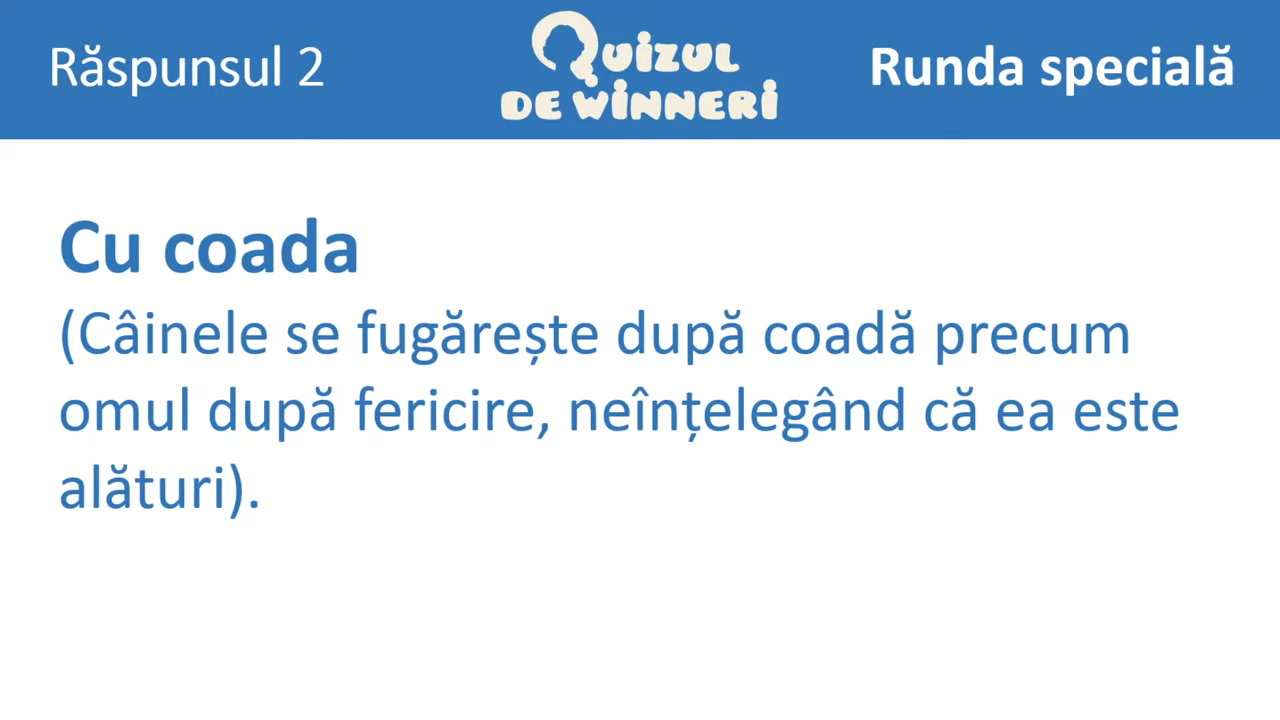 Răspunsul 2
QUIZUL
DE WINNERI
Runda specială
Cu coada
(Câinele se fugărește după coadă precum
omul după fericire, neînțelegând că ea este
alături).